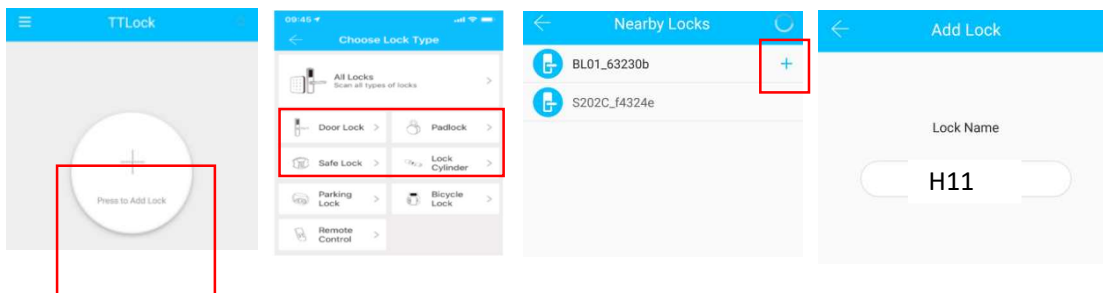 TTLock
Press to Add Lock
09:45
Choose Lock Type
All Locks
Scan all types of locks
Door Lock
Padlock
Safe Lock
Lock
Cylinder
Parking
Lock
Bicycle
Lock
Remote
Control
Nearby Locks
BL01_63230b
S202C_f4324e
Add Lock
Lock Name
H11